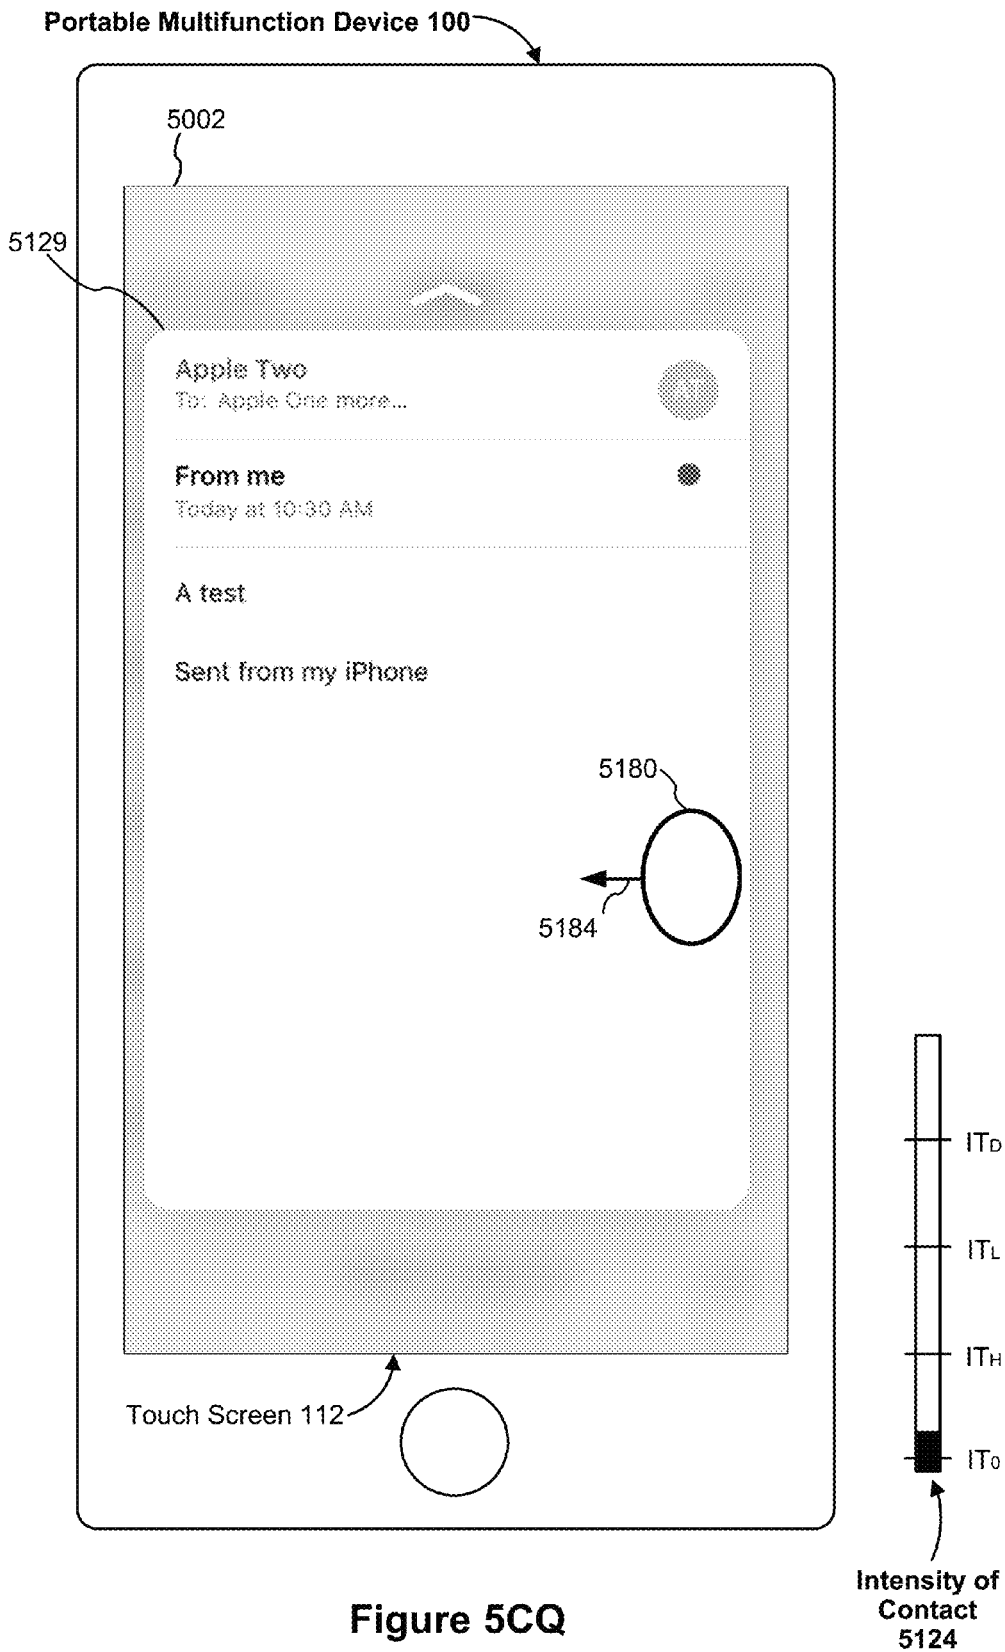 Portable Multifunction Device 100
5002
5129
Apple Two
To: Apple One more...
From me
Today at 10:30 AM
A test
Sent from my iPhone
5180
5184
ITD
ITL
ITH
IT0
Touch Screen 112
Intensity of
Contact
5124
Figure 5CQ